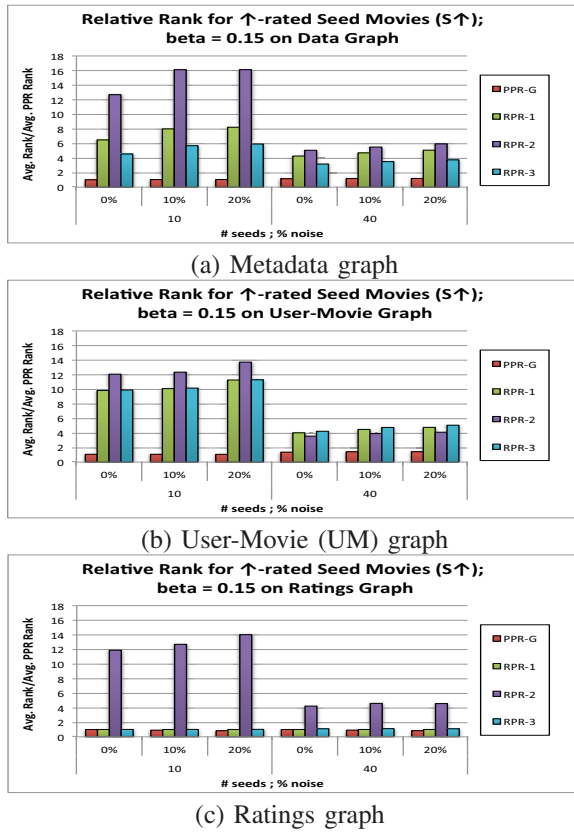 Relative Rank for ↑-rated Seed Movies (S↑);
beta = 0.15 on Data Graph
Avg. Rank/Avg. PPR Rank
18
16
14
12
10
8
6
4
2
0
0% 10% 20% 0% 10% 20%
10 40
# seeds ; % noise
PPR-G
RPR-1
RPR-2
RPR-3
(a) Metadata graph
Relative Rank for ↑-rated Seed Movies (S↑);
beta = 0.15 on User-Movie Graph
Avg. Rank/Avg. PPR Rank
18
16
14
12
10
8
6
4
2
0
0% 10% 20% 0% 10% 20%
10 40
# seeds ; % noise
PPR-G
RPR-1
RPR-2
RPR-3
(b) User-Movie (UM) graph
Relative Rank for ↑-rated Seed Movies (S↑);
beta = 0.15 on Ratings Graph
Avg. Rank/Avg. PPR Rank
18
16
14
12
10
8
6
4
2
0
0% 10% 20% 0% 10% 20%
10 40
# seeds ; % noise
PPR-G
RPR-1
RPR-2
RPR-3
(c) Ratings graph